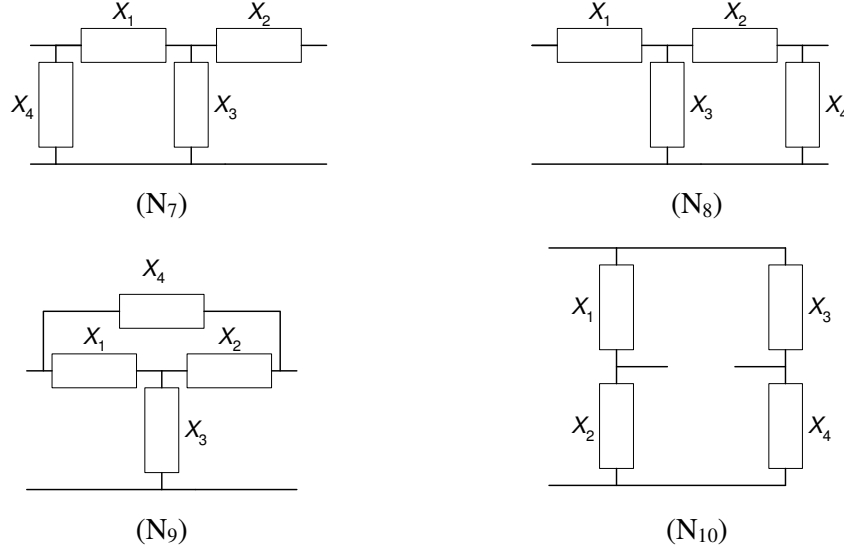 X₁ X₂
X₄ X₃
(N₇)
X₁ X₂
X₃ X₄
(N₈)
X₄
X₁ X₂
X₃
(N₉)
X₁ X₃
X₂ X₄
(N₁₀)